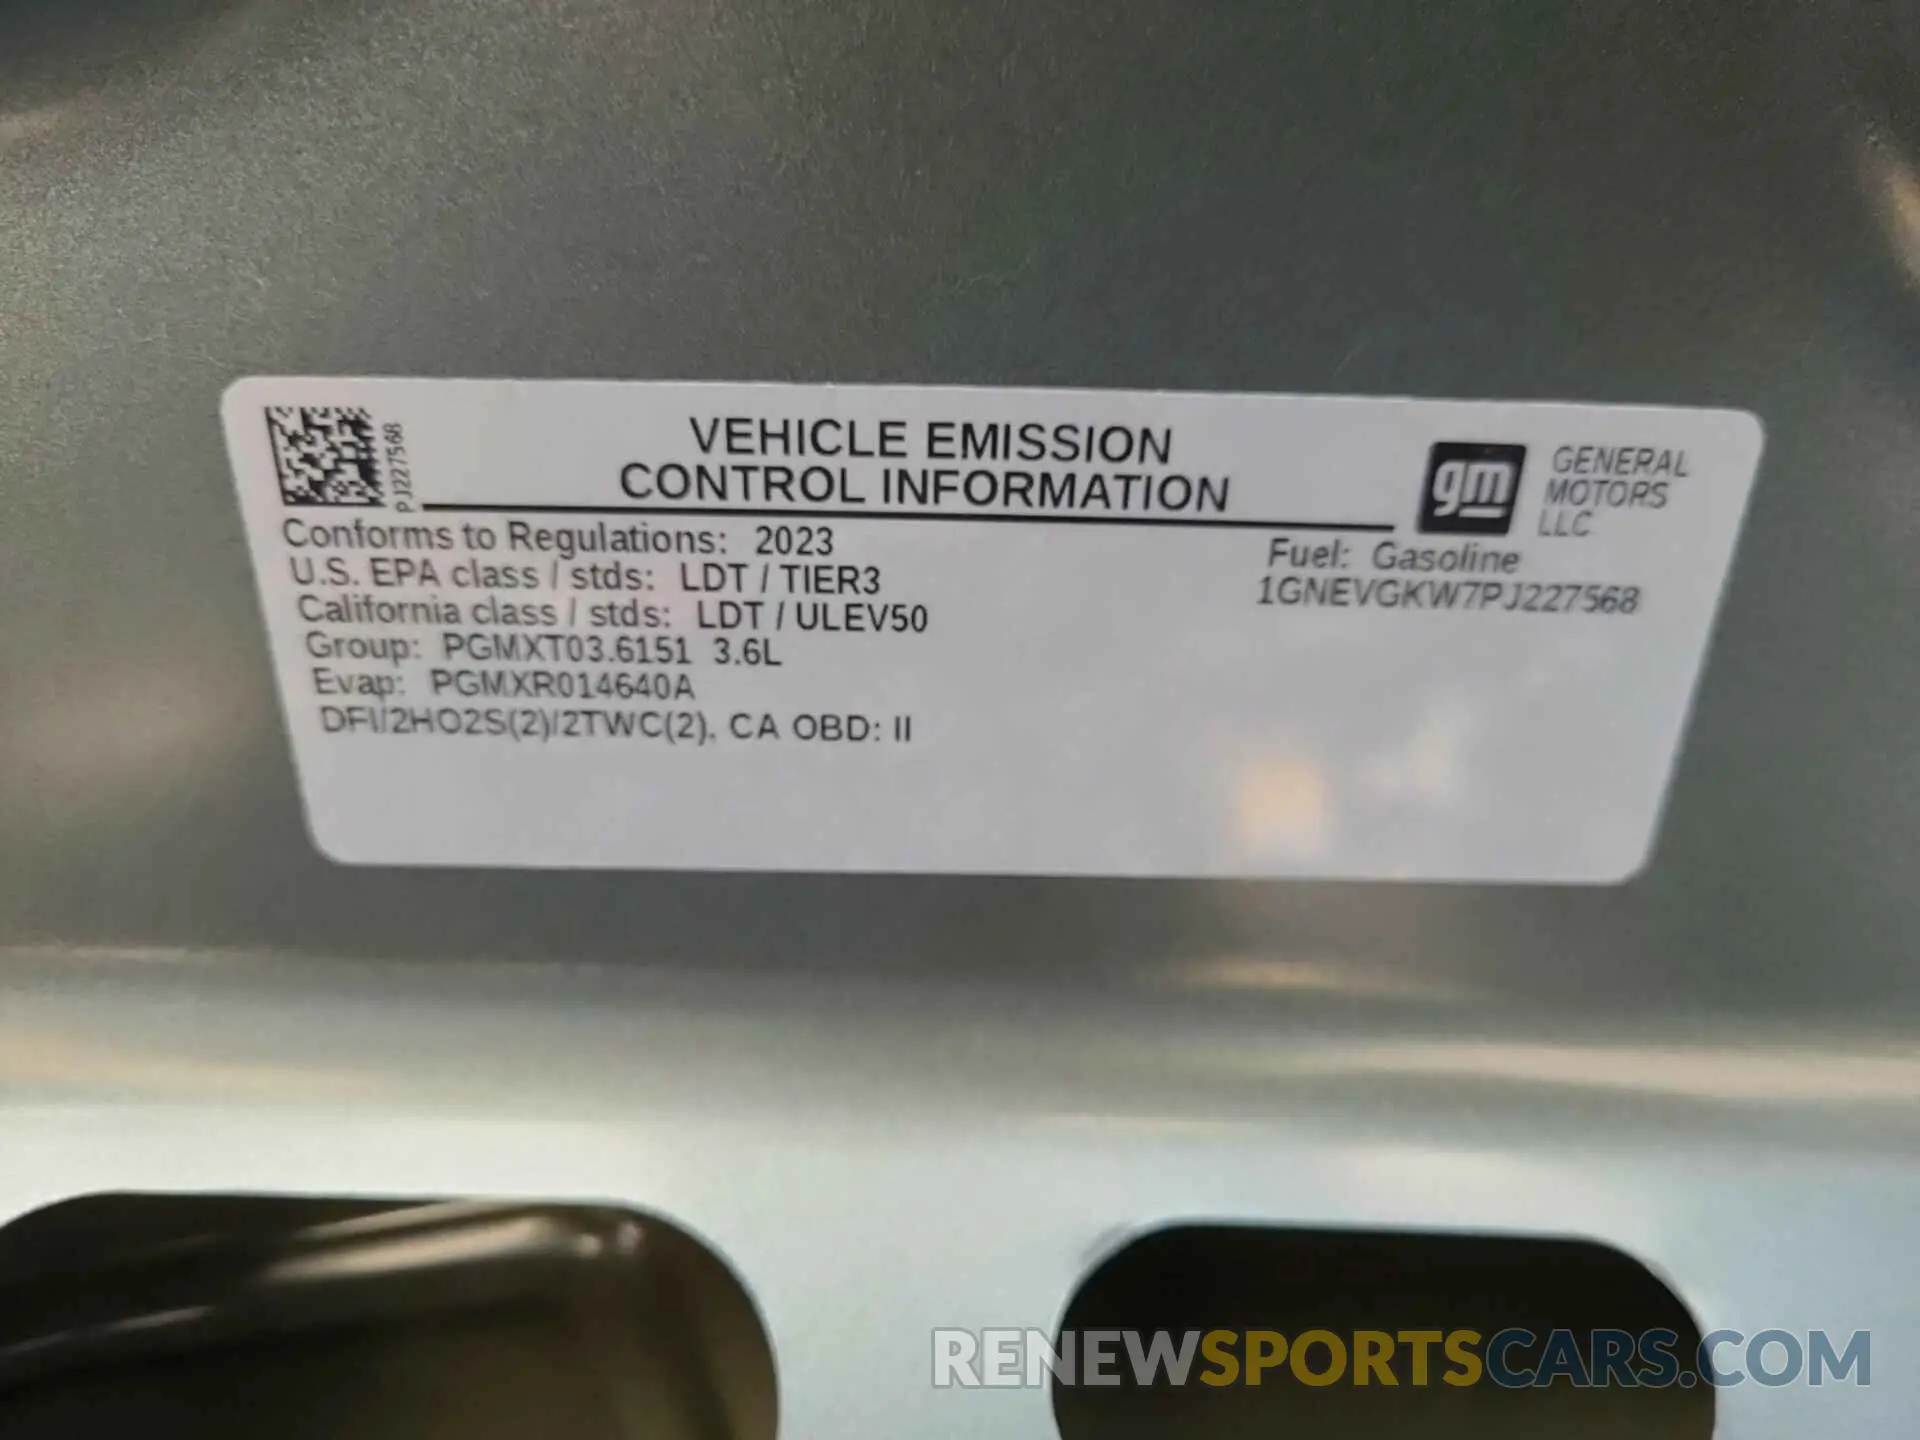 PJ227568
VEHICLE EMISSION
CONTROL INFORMATION
gm
GENERAL
MOTORS
LLC
Conforms to Regulations: 2023
U.S. EPA class / stds: LDT / TIER3
California class / stds: LDT / ULEV50
Group: PGMXT03.6151 3.6L
Evap: PGMXR014640A
DFI/2HO2S(2)/2TWC(2), CA OBD: II
Fuel: Gasoline
1GNEVGKW7PJ227568
RENEWSPORTSCARS.COM